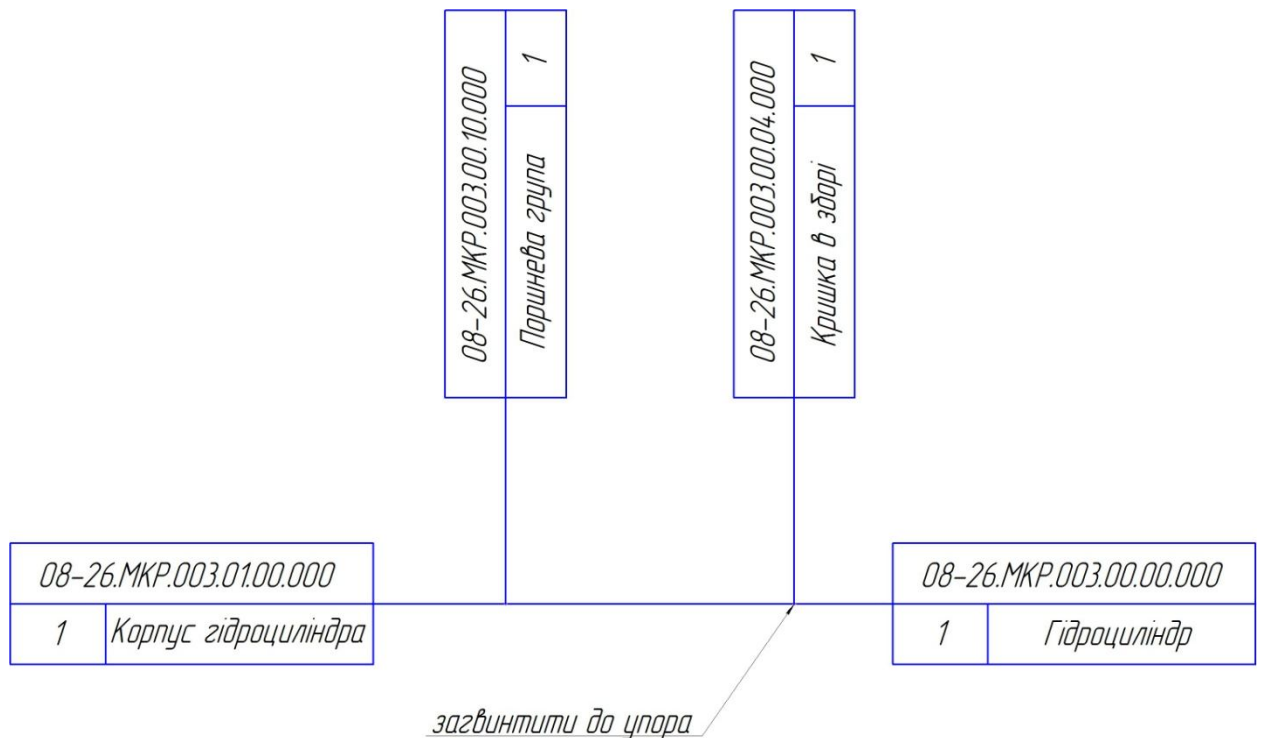 08-26.МКР.003.00.10.000
1
Поршнева група
08-26.МКР.003.00.04.000
1
Кришка в зборі
08-26.МКР.003.01.00.000
1
Корпус гідроциліндра
08-26.МКР.003.00.00.000
1
Гідроциліндр
загвинтити до упора